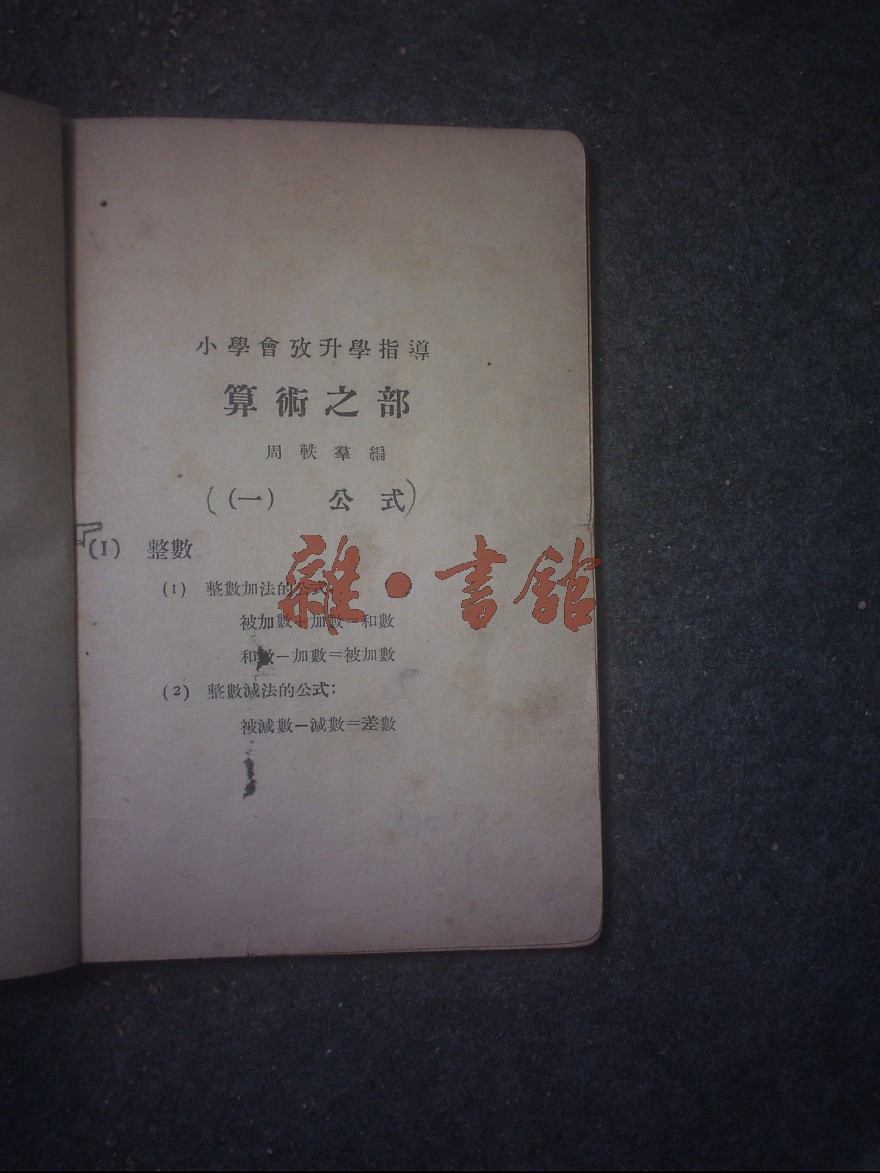 小學會攷升學指導
算術之部
周軼羣編
(一) 公式
(I) 整數
(1) 整數加法的公式:
被加數+加數=和數
和數-加數=被加數
(2) 整數減法的公式:
被減數-減數=差數
雜·書館